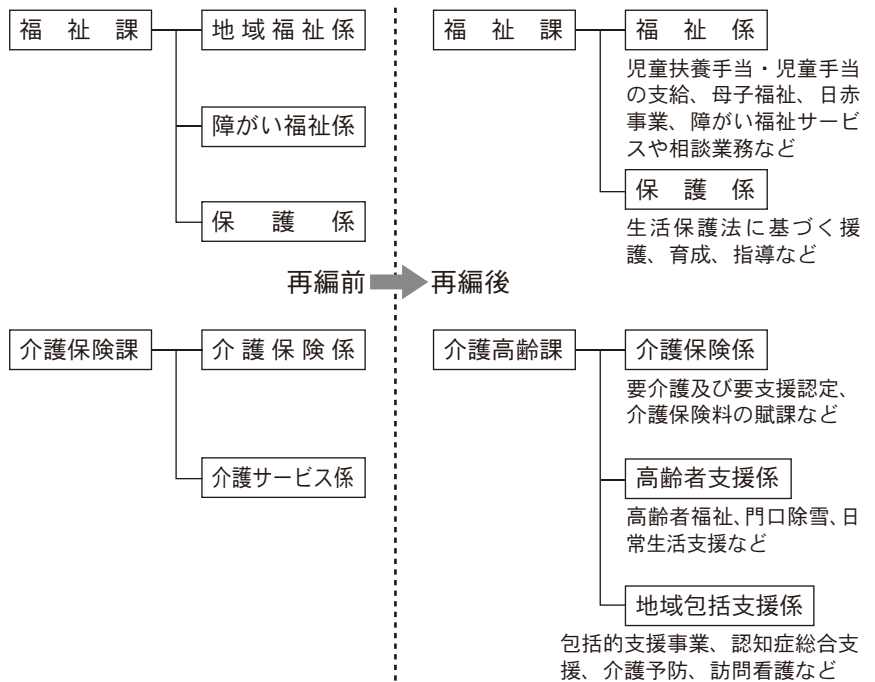 福祉課
地域福祉係
障がい福祉係
保護係
福祉課
福祉係
児童扶養手当・児童手当
の支給、母子福祉、日赤
事業、障がい福祉サービ
スや相談業務など
保護係
生活保護法に基づく援
護、育成、指導など
再編前
再編後
介護保険課
介護保険係
介護サービス係
介護高齢課
介護保険係
要介護及び要支援認定、
介護保険料の賦課など
高齢者支援係
高齢者福祉、門口除雪、日
常生活支援など
地域包括支援係
包括的支援事業、認知症総合支
援、介護予防、訪問看護など